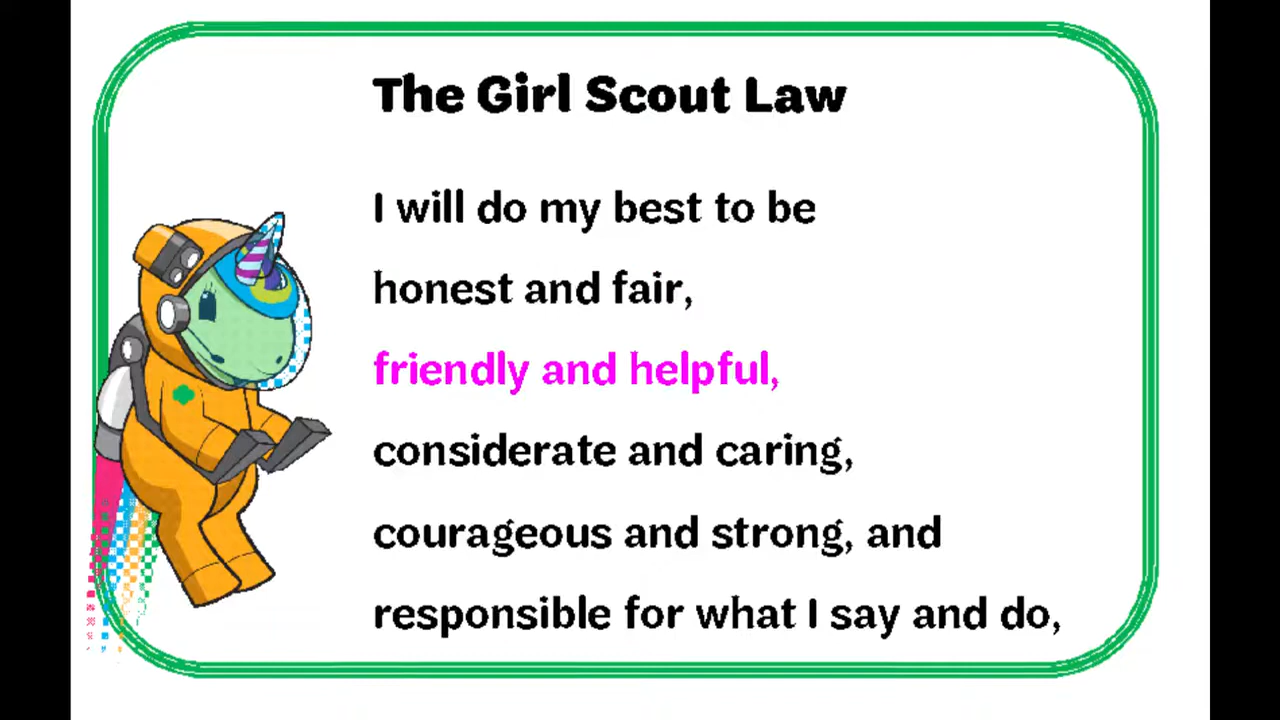 The Girl Scout Law
I will do my best to be
honest and fair,
friendly and helpful,
considerate and caring,
courageous and strong, and
responsible for what I say and do,